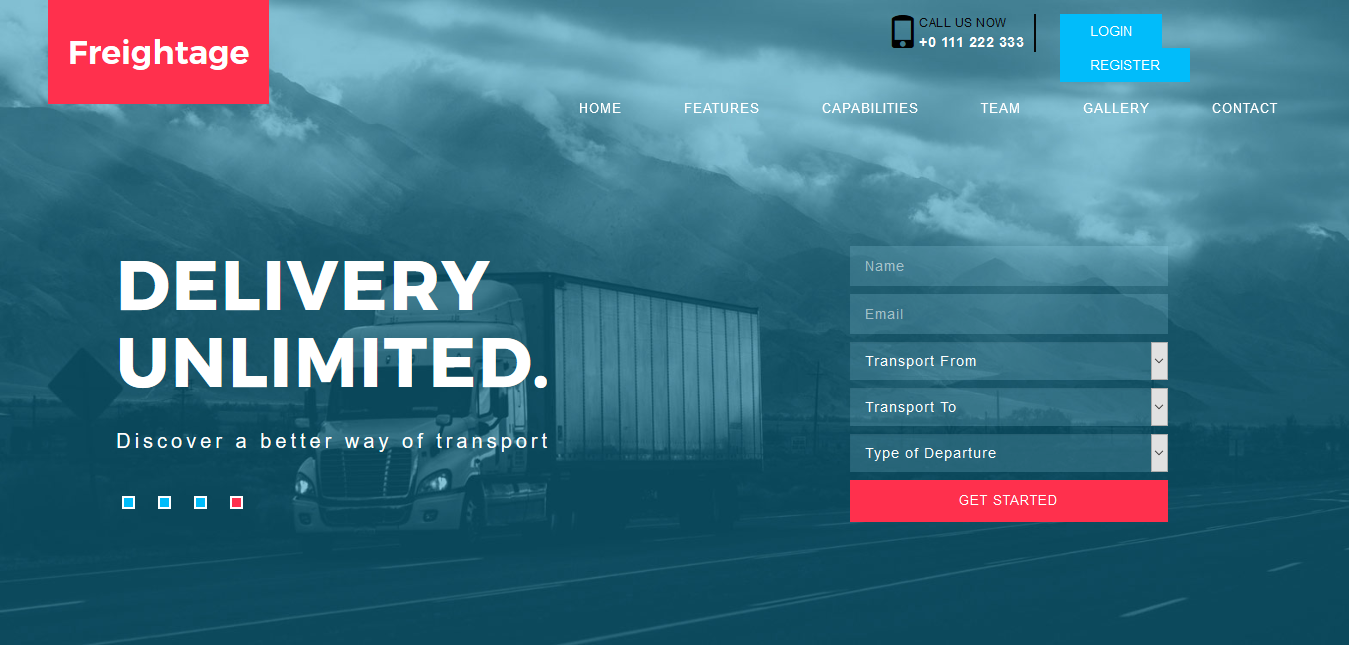 Freightage
CALL US NOW
+0 111 222 333
LOGIN
REGISTER
HOME
FEATURES
CAPABILITIES
TEAM
GALLERY
CONTACT
DELIVERY
UNLIMITED.
Discover a better way of transport
Name
Email
Transport From
Transport To
Type of Departure
GET STARTED